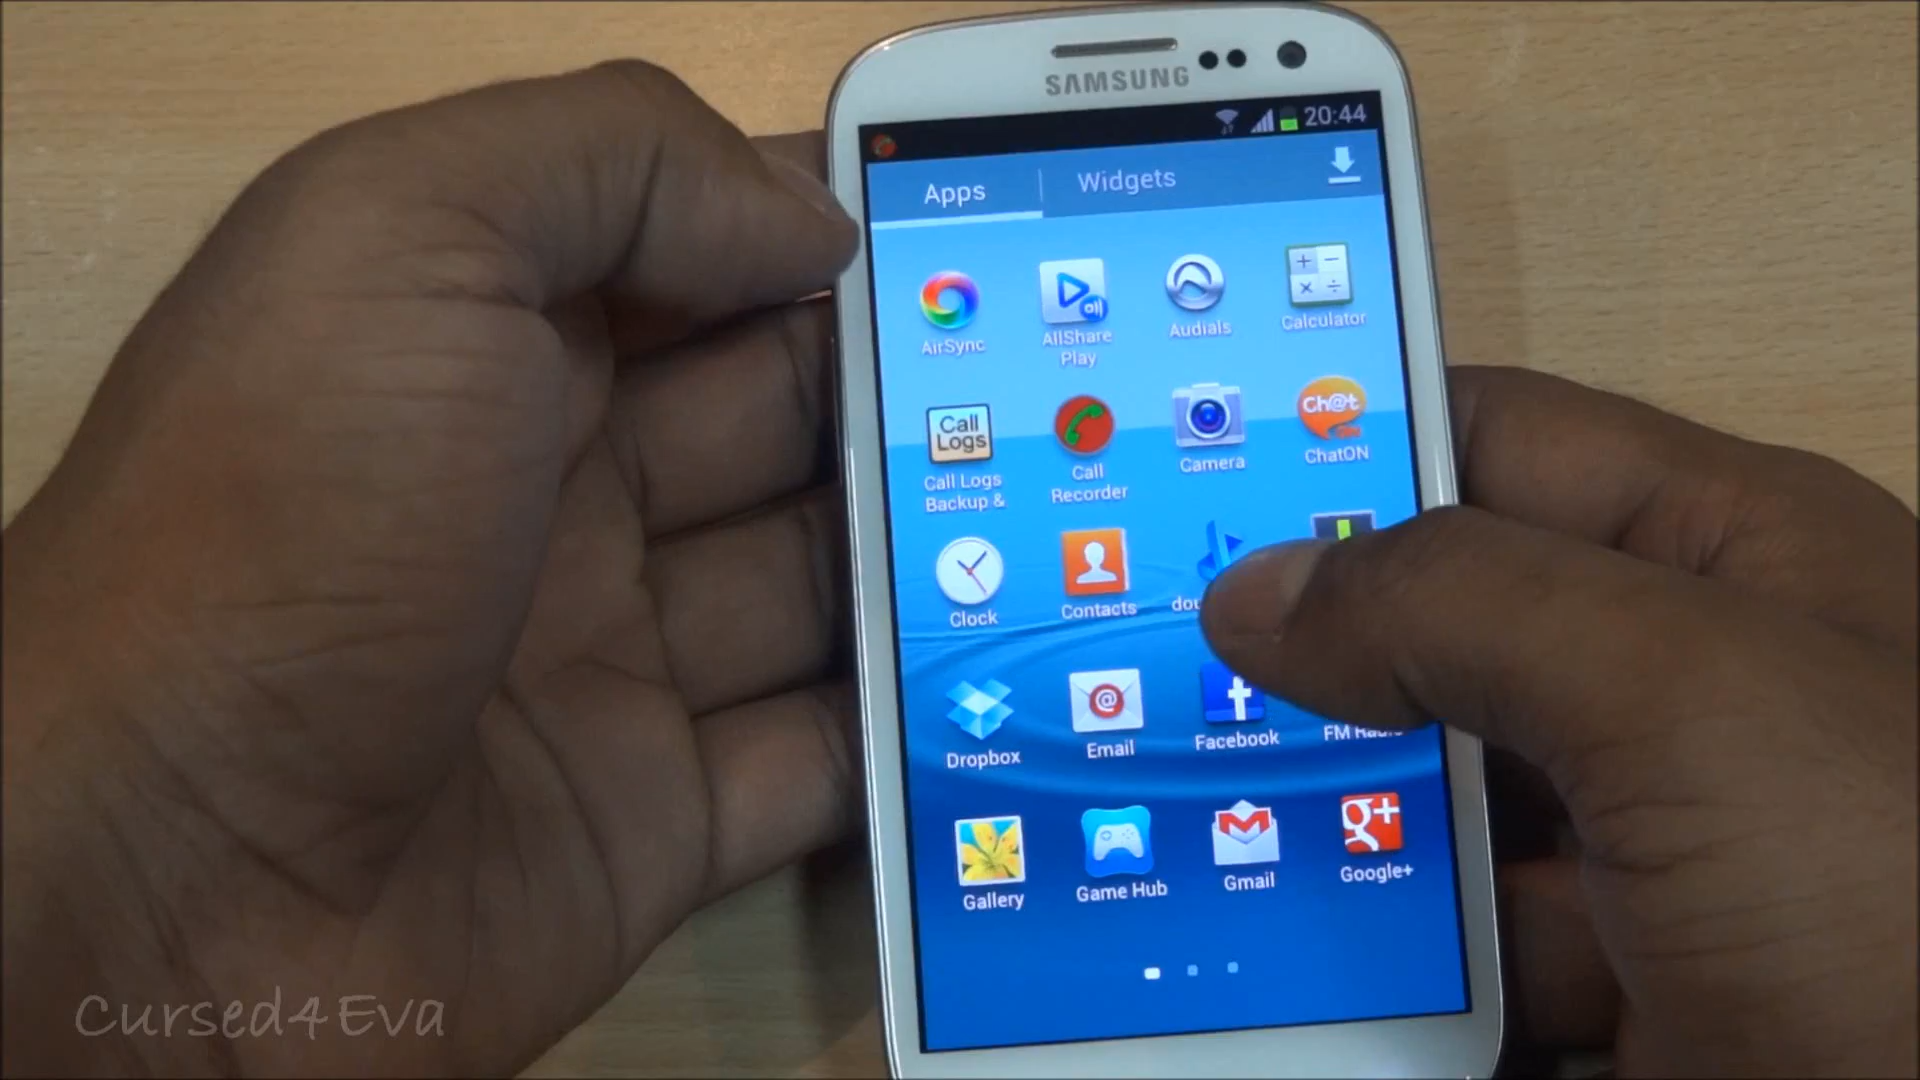 SAMSUNG
20:44
Apps
Widgets
AirSync
AllShare
Play
Audials
Calculator
Call
Logs
Call Logs
Backup &
Call
Recorder
Camera
Ch@t
ChatON
Clock
Contacts
Dropbox
@
Email
f
Facebook
FM
Gallery
Game Hub
Gmail
g+
Google+
Cursed4Eva